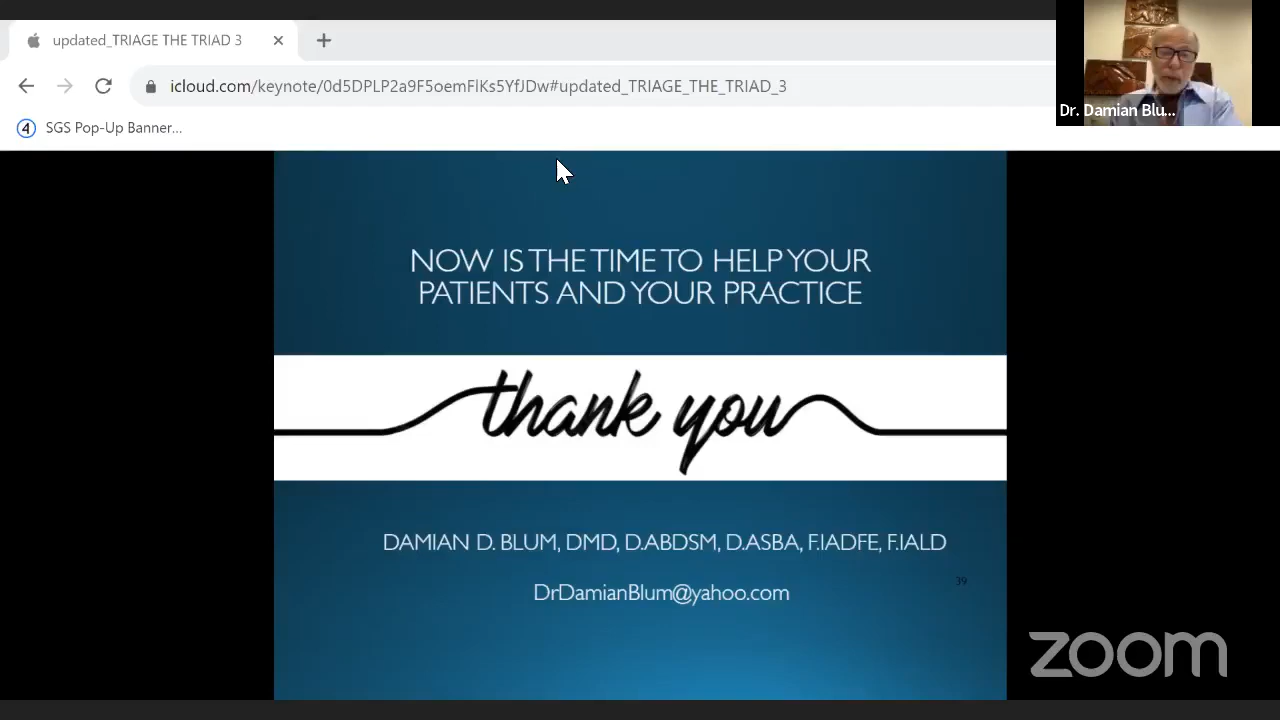 updated_TRIAGE THE TRIAD 3
icloud.com/keynote/0d5DPLP2a9F5oemFlKs5YfJDw#updated_TRIAGE_THE_TRIAD_3
4 SGS Pop-Up Banner...
Dr. Damian Blu...
NOW IS THE TIME TO HELP YOUR
PATIENTS AND YOUR PRACTICE
thank you
DAMIAN D. BLUM, DMD, D.ABDSM, D.ASBA, F.IADFE, F.IALD
39
DrDamianBlum@yahoo.com
zoom